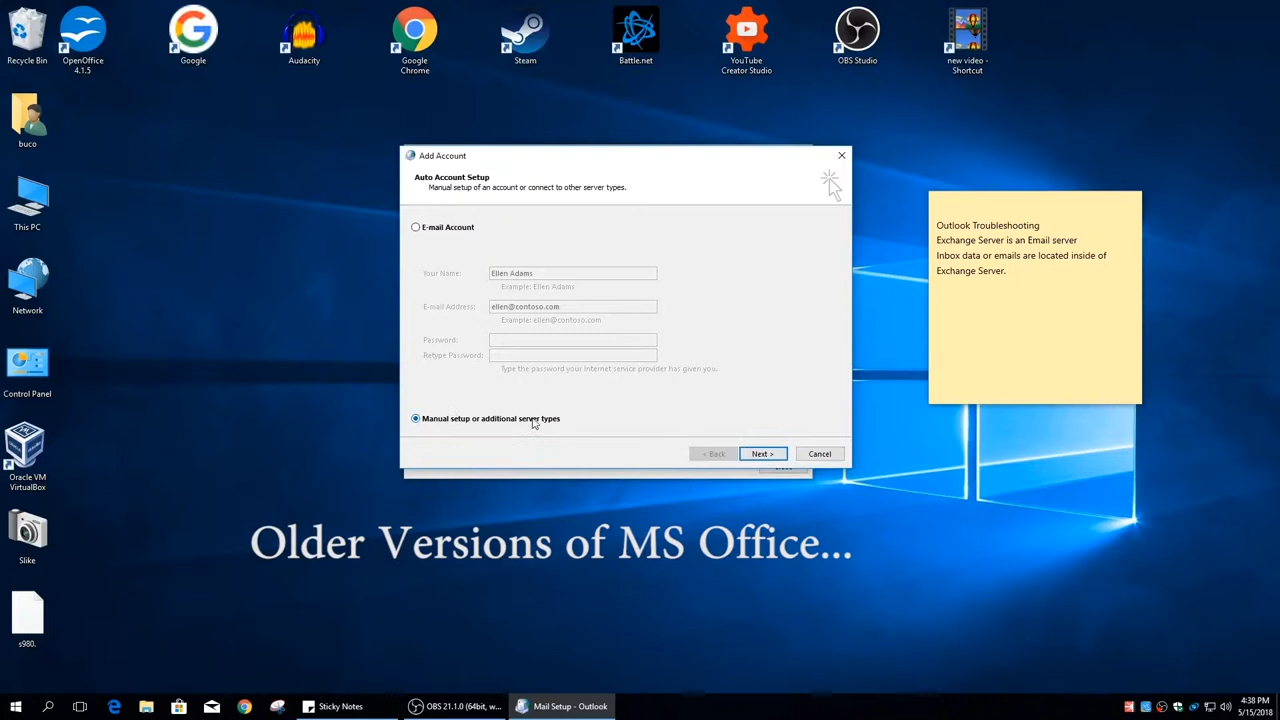 Recycle Bin
OpenOffice
4.1.5
Google
Audacity
Google
Chrome
Steam
Battle.net
YouTube
Creator Studio
OBS Studio
new video -
Shortcut
buco
This PC
Network
Control Panel
Oracle VM
VirtualBox
Slike
s980.
Add Account
Auto Account Setup
Manual setup of an account or connect to other server types.
E-mail Account
Your Name: Ellen Adams
Example: Ellen Adams
E-mail Address: ellen@contoso.com
Example: ellen@contoso.com
Password:
Retype Password:
Type the password your Internet service provider has given you.
Manual setup or additional server types
< Back Next > Cancel
Outlook Troubleshooting
Exchange Server is an Email server
Inbox data or emails are located inside of
Exchange Server.
Older Versions of MS Office...
Sticky Notes
OBS 21.1.0 (64bit, w...
Mail Setup - Outlook
4:38 PM
5/15/2018